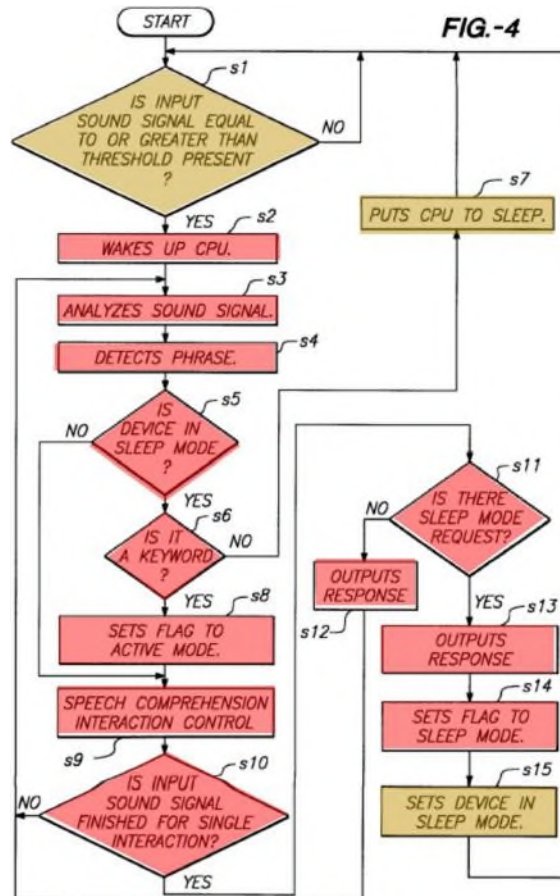 START
FIG.-4
s1
IS INPUT
SOUND SIGNAL EQUAL
TO OR GREATER THAN
THRESHOLD PRESENT
?
NO
YES
s2
WAKES UP CPU.
s3
ANALYZES SOUND SIGNAL.
s4
DETECTS PHRASE.
s5
IS
DEVICE IN
SLEEP MODE
?
NO
YES
s6
IS IT
A KEYWORD
?
NO
YES
s7
PUTS CPU TO SLEEP.
s8
SETS FLAG TO
ACTIVE MODE.
SPEECH COMPREHENSION
INTERACTION CONTROL
s9
s10
IS INPUT
SOUND SIGNAL
FINISHED FOR SINGLE
INTERACTION?
NO
YES
s11
IS THERE
SLEEP MODE
REQUEST?
NO
YES
OUTPUTS
RESPONSE
s12
s13
OUTPUTS
RESPONSE
s14
SETS FLAG TO
SLEEP MODE.
s15
SETS DEVICE IN
SLEEP MODE.